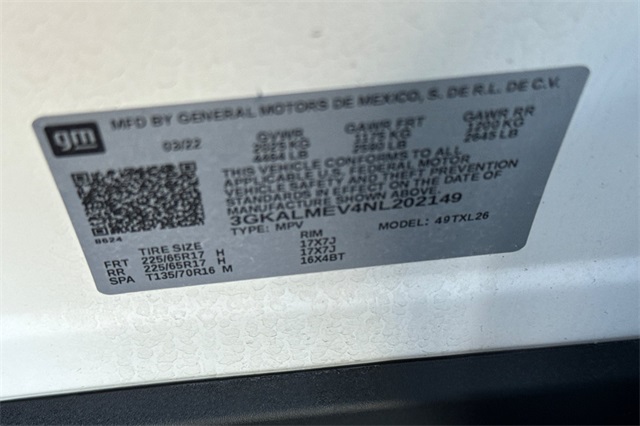 gm
MFD BY GENERAL MOTORS DE MEXICO, S. DE R.L. DE C.V.
03/22 GVWR GAWR FRT GAWR RR
2025 KG 1175 KG 1200 KG
4464 LB 2590 LB 2645 LB
THIS VEHICLE CONFORMS TO ALL
APPLICABLE U.S. FEDERAL MOTOR
VEHICLE SAFETY AND THEFT PREVENTION
STANDARDS IN EFFECT ON THE DATE OF
MANUFACTURE SHOWN ABOVE.
3GKALMEV4NL202149
8624 TYPE: MPV MODEL: 49TXL26
TIRE SIZE RIM
FRT 225/65R17 H 17X7J
RR 225/65R17 H 17X7J
SPA T135/70R16 M 16X4BT